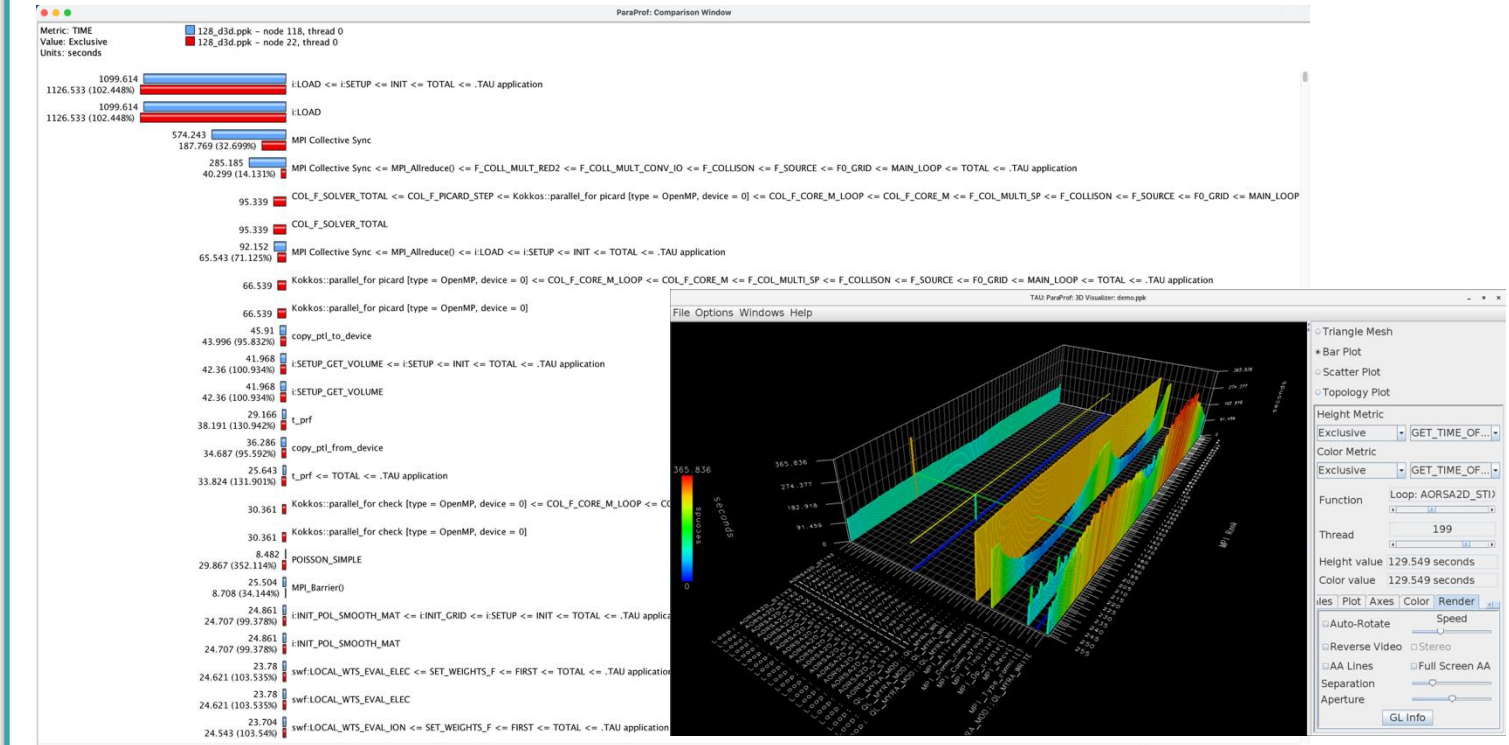 ParaProf: Comparison Window
Metric: TIME
Value: Exclusive
Units: seconds
128_d3d.ppk - node 118, thread 0
128_d3d.ppk - node 22, thread 0
1099.614
1126.533 (102.448%)
i:LOAD <= i:SETUP <= INIT <= TOTAL <= .TAU application
1099.614
1126.533 (102.448%)
i:LOAD
574.243
187.769 (32.699%)
MPI Collective Sync
285.185
40.299 (14.131%)
MPI Collective Sync <= MPI_Allreduce() <= F_COLL_MULT_RED2 <= F_COLL_MULT_CONV_IO <= F_COLLISON <= F_SOURCE <= F0_GRID <= MAIN_LOOP <= TOTAL <= .TAU application
95.339
COL_F_SOLVER_TOTAL <= COL_F_PICARD_STEP <= Kokkos::parallel_for picard [type = OpenMP, device = 0] <= COL_F_CORE_M_LOOP <= COL_F_CORE_M <= F_COL_MULTI_SP <= F_COLLISON <= F_SOURCE <= F0_GRID <= MAIN_LOOP
95.339
COL_F_SOLVER_TOTAL
92.152
65.543 (71.125%)
MPI Collective Sync <= MPI_Allreduce() <= i:LOAD <= i:SETUP <= INIT <= TOTAL <= .TAU application
66.539
Kokkos::parallel_for picard [type = OpenMP, device = 0] <= COL_F_CORE_M_LOOP <= COL_F_CORE_M <= F_COL_MULTI_SP <= F_COLLISON <= F_SOURCE <= F0_GRID <= MAIN_LOOP <= TOTAL <= .TAU application
66.539
Kokkos::parallel_for picard [type = OpenMP, device = 0]
45.91
43.996 (95.832%)
copy_ptl_to_device
41.968
42.36 (100.934%)
i:SETUP_GET_VOLUME <= i:SETUP <= INIT <= TOTAL <= .TAU application
41.968
42.36 (100.934%)
i:SETUP_GET_VOLUME
29.166
38.191 (130.942%)
t_prf
36.286
34.687 (95.592%)
copy_ptl_from_device
25.643
33.824 (131.901%)
t_prf <= TOTAL <= .TAU application
30.361
Kokkos::parallel_for check [type = OpenMP, device = 0] <= COL_F_CORE_M_LOOP <= CO
30.361
Kokkos::parallel_for check [type = OpenMP, device = 0]
8.482
29.867 (352.114%)
POISSON_SIMPLE
25.504
8.708 (34.144%)
MPI_Barrier()
24.861
24.707 (99.378%)
i:INIT_POL_SMOOTH_MAT <= i:INIT_GRID <= i:SETUP <= INIT <= TOTAL <= .TAU applica
24.861
24.707 (99.378%)
i:INIT_POL_SMOOTH_MAT
23.78
24.621 (103.535%)
swf:LOCAL_WTS_EVAL_ELEC <= SET_WEIGHTS_F <= FIRST <= TOTAL <= .TAU application
23.78
24.621 (103.535%)
swf:LOCAL_WTS_EVAL_ELEC
23.704
24.543 (103.54%)
swf:LOCAL_WTS_EVAL_ION <= SET_WEIGHTS_F <= FIRST <= TOTAL <= .TAU application
TAU: ParaProf: 3D Visualizer: demo.ppk
File Options Windows Help
365.836
274.377
182.918
91.459
0
seconds
365.836
seconds
0
365.836
274.377
182.918
91.459
0
seconds
MPI Rank
Triangle Mesh
Bar Plot
Scatter Plot
Topology Plot
Height Metric
Exclusive
GET_TIME_OF...
Color Metric
Exclusive
GET_TIME_OF...
Function
Loop: AORSA2D_STI
Thread
199
Height value 129.549 seconds
Color value 129.549 seconds
les Plot Axes Color Render
Auto-Rotate
Speed
Reverse Video
Stereo
AA Lines
Full Screen AA
Separation
Aperture
GL Info